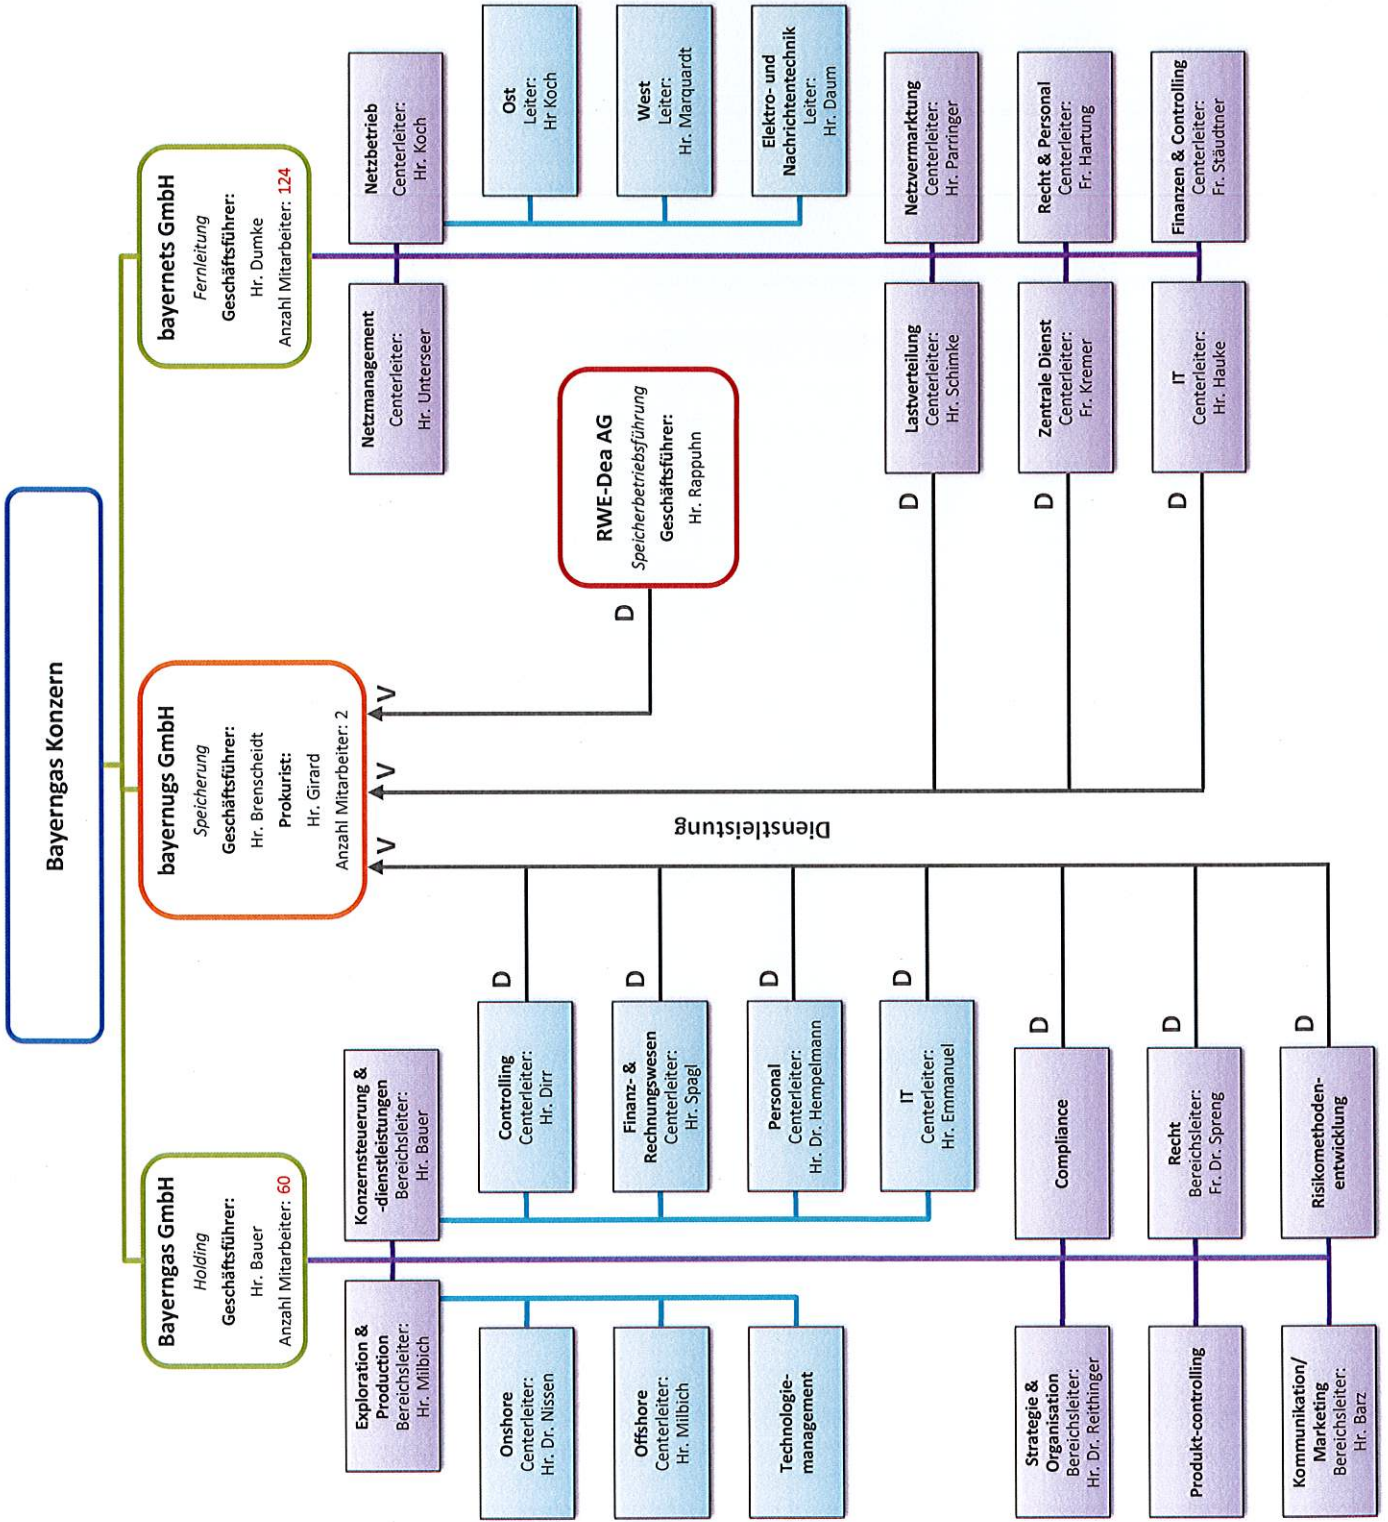 Bayerngas Konzern
Bayerngas GmbH
Holding
Geschäftsführer:
Hr. Bauer
Anzahl Mitarbeiter: 60
bayernugs GmbH
Speicherung
Geschäftsführer:
Hr. Brenscheidt
Prokurist:
Hr. Girard
Anzahl Mitarbeiter: 2
bayernets GmbH
Fernleitung
Geschäftsführer:
Hr. Dumke
Anzahl Mitarbeiter: 124
Exploration &
Production
Bereichsleiter:
Hr. Milbich
Konzernsteuerung &
-dienstleistungen
Bereichsleiter:
Hr. Bauer
V
V
V
Netzmanagement
Centerleiter:
Hr. Unterseer
Netzbetrieb
Centerleiter:
Hr. Koch
Onshore
Centerleiter:
Hr. Dr. Nissen
Controlling
Centerleiter:
Hr. Dirr
D
Ost
Leiter:
Hr Koch
Offshore
Centerleiter:
Hr. Milbich
Finanz- &
Rechnungswesen
Centerleiter:
Hr. Spagl
D
D
RWE-Dea AG
Speicherbetriebsführung
Geschäftsführer:
Hr. Rappuhn
West
Leiter:
Hr. Marquardt
Technologie-
management
Personal
Centerleiter:
Hr. Dr. Hempelmann
D
Dienstleistung
Elektro- und
Nachrichtentechnik
Leiter:
Hr. Daum
IT
Centerleiter:
Hr. Emmanuel
D
D
Lastverteilung
Centerleiter:
Hr. Schimke
Netzvermarktung
Centerleiter:
Hr. Parringer
Strategie &
Organisation
Bereichsleiter:
Hr. Dr. Reithinger
Compliance
D
D
Zentrale Dienst
Centerleiter:
Fr. Kremer
Recht & Personal
Centerleiter:
Fr. Hartung
Produkt-controlling
Recht
Bereichsleiter:
Fr. Dr. Spreng
D
D
IT
Centerleiter:
Hr. Hauke
Finanzen & Controlling
Centerleiter:
Fr. Stäudtner
Kommunikation/
Marketing
Bereichsleiter:
Hr. Barz
Risikomethoden-
entwicklung
D